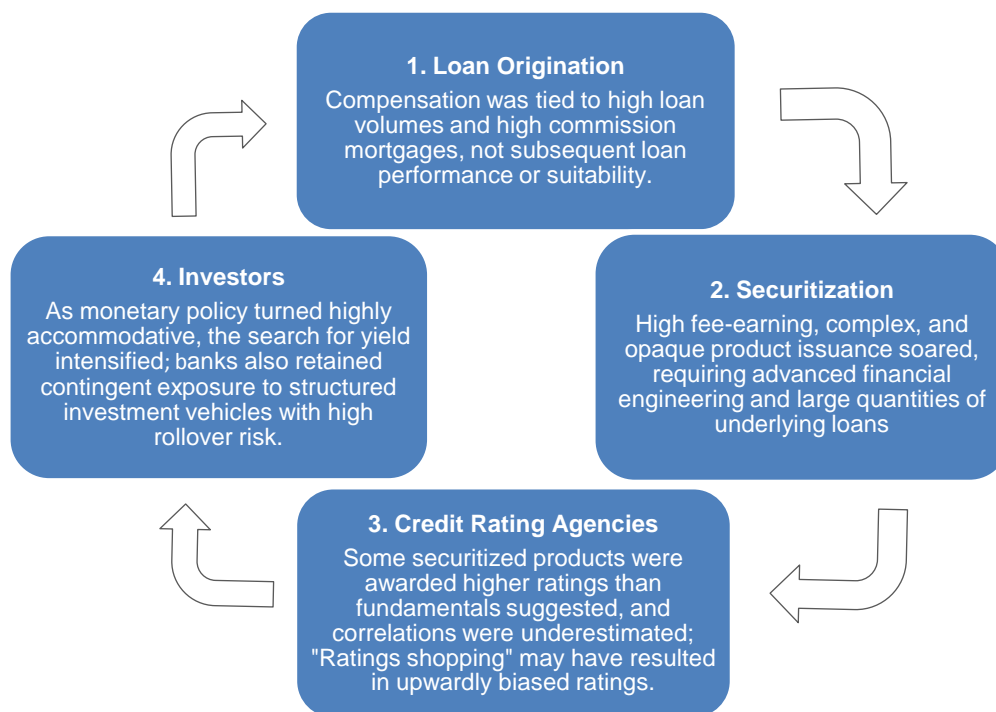 1. Loan Origination
Compensation was tied to high loan
volumes and high commission
mortgages, not subsequent loan
performance or suitability.
2. Securitization
High fee-earning, complex, and
opaque product issuance soared,
requiring advanced financial
engineering and large quantities of
underlying loans
3. Credit Rating Agencies
Some securitized products were
awarded higher ratings than
fundamentals suggested, and
correlations were underestimated;
"Ratings shopping" may have resulted
in upwardly biased ratings.
4. Investors
As monetary policy turned highly
accommodative, the search for yield
intensified; banks also retained
contingent exposure to structured
investment vehicles with high
rollover risk.